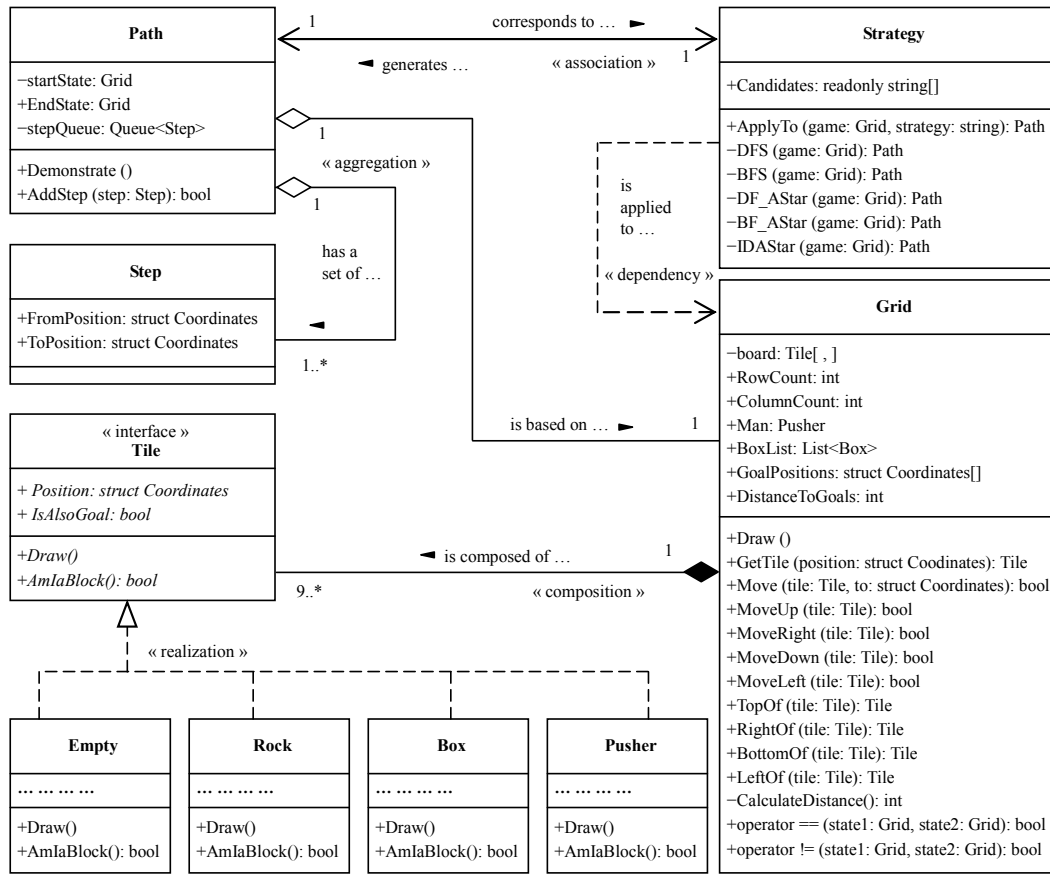 Path
−startState: Grid
+EndState: Grid
−stepQueue: Queue<Step>
+Demonstrate ()
+AddStep (step: Step): bool
1
corresponds to …
generates …
« association »
1
Strategy
+Candidates: readonly string[]
+ApplyTo (game: Grid, strategy: string): Path
−DFS (game: Grid): Path
−BFS (game: Grid): Path
−DF_AStar (game: Grid): Path
−BF_AStar (game: Grid): Path
−IDAStar (game: Grid): Path
1
« aggregation »
1
has a
set of …
1..*
is
applied
to …
« dependency »
Step
+FromPosition: struct Coordinates
+ToPosition: struct Coordinates
is based on …
1
Grid
−board: Tile[ , ]
+RowCount: int
+ColumnCount: int
+Man: Pusher
+BoxList: List<Box>
+GoalPositions: struct Coordinates[]
+DistanceToGoals: int
+Draw ()
+GetTile (position: struct Coodinates): Tile
+Move (tile: Tile, to: struct Coordinates): bool
+MoveUp (tile: Tile): bool
+MoveRight (tile: Tile): bool
+MoveDown (tile: Tile): bool
+MoveLeft (tile: Tile): bool
+TopOf (tile: Tile): Tile
+RightOf (tile: Tile): Tile
+BottomOf (tile: Tile): Tile
+LeftOf (tile: Tile): Tile
−CalculateDistance(): int
+operator == (state1: Grid, state2: Grid): bool
+operator != (state1: Grid, state2: Grid): bool
« interface »
Tile
+ Position: struct Coordinates
+ IsAlsoGoal: bool
+Draw()
+AmIaBlock(): bool
is composed of …
1
9..*
« composition »
« realization »
Empty
… … … …
+Draw()
+AmIaBlock(): bool
Rock
… … … …
+Draw()
+AmIaBlock(): bool
Box
… … … …
+Draw()
+AmIaBlock(): bool
Pusher
… … … …
+Draw()
+AmIaBlock(): bool